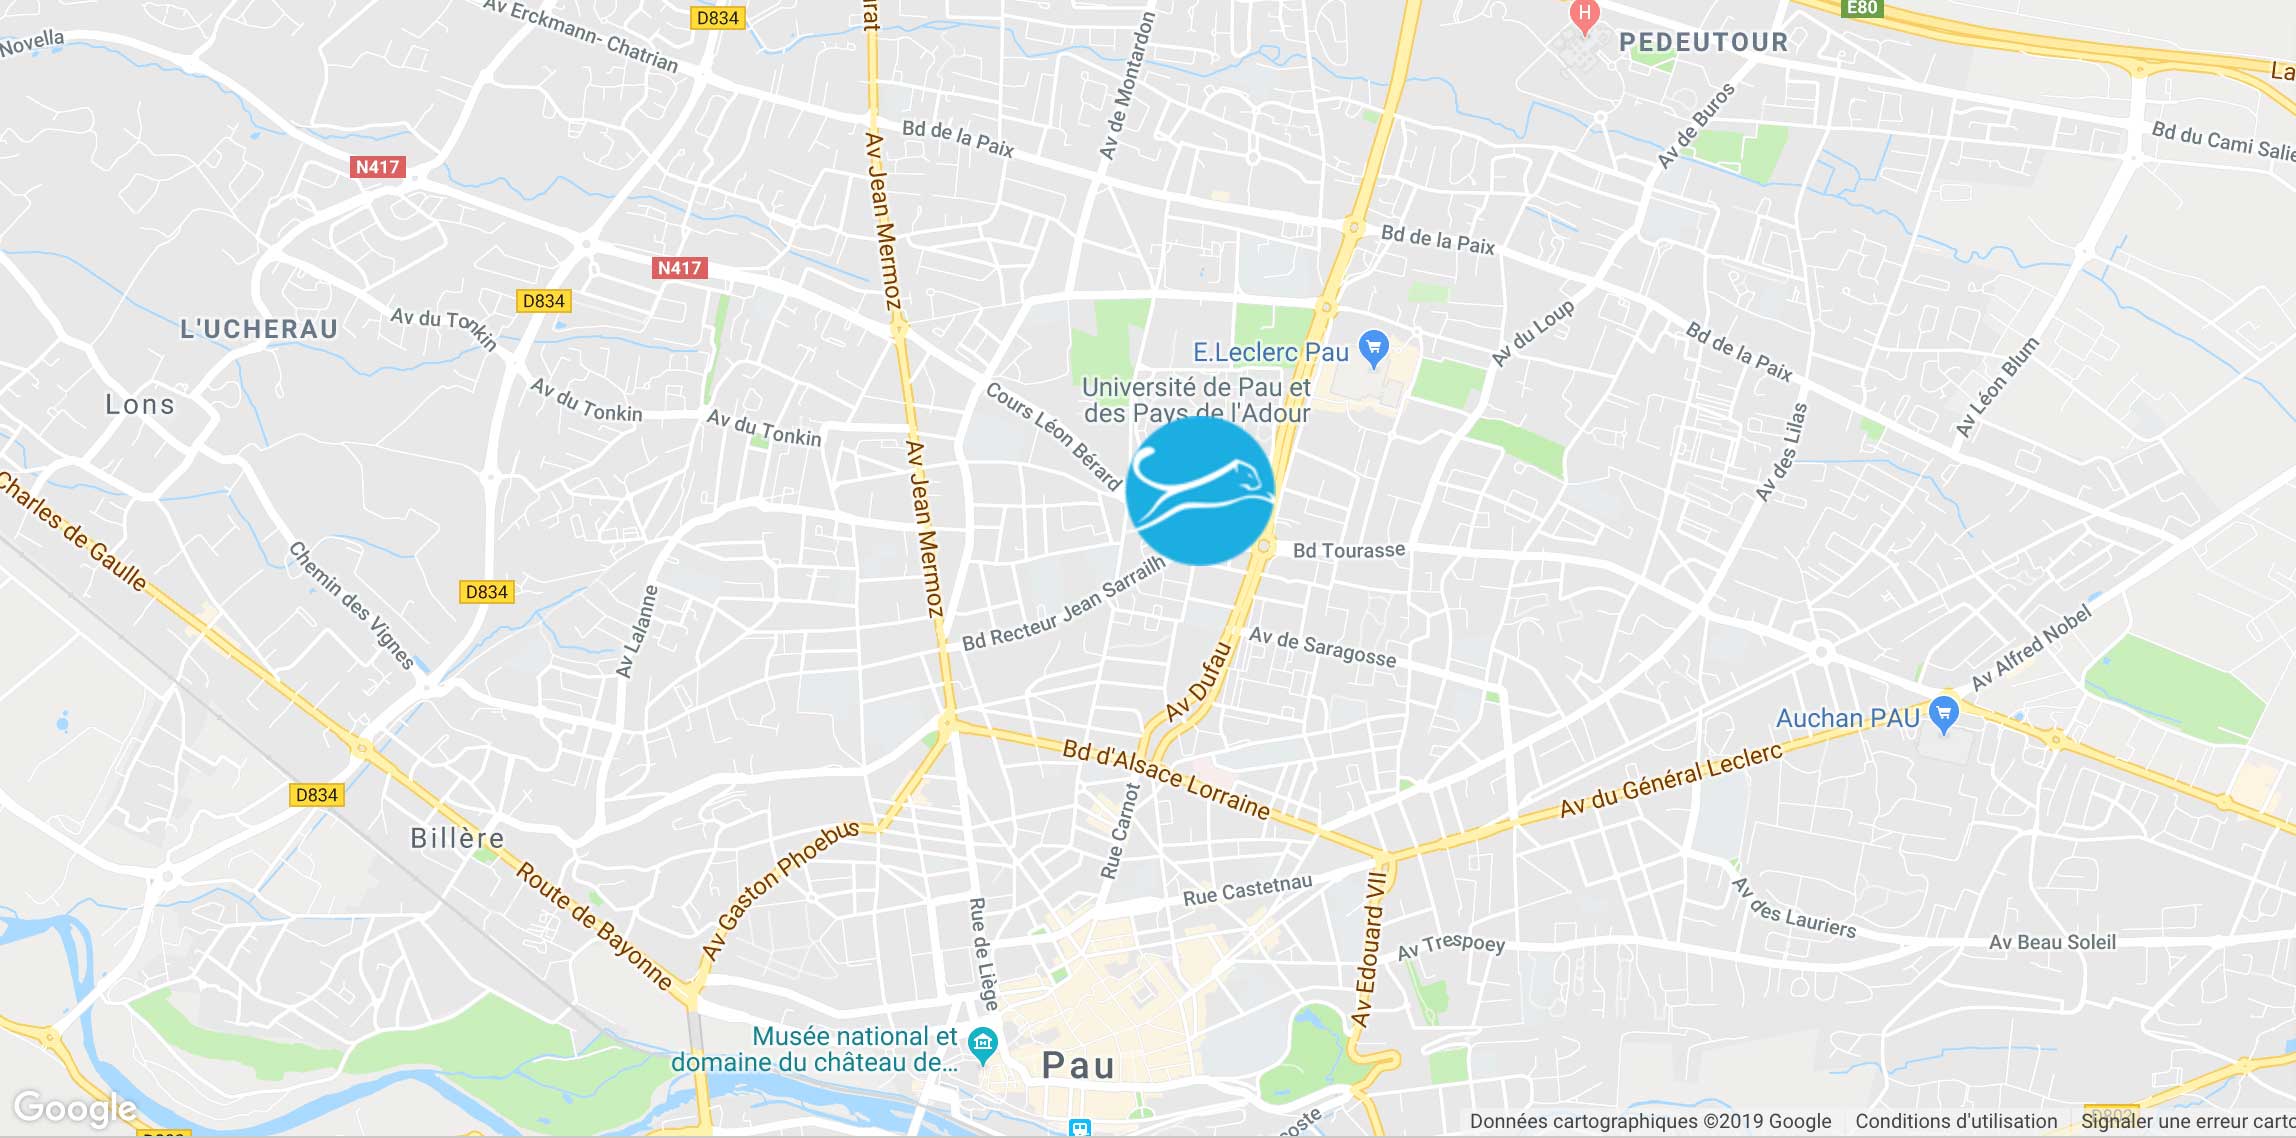 Novella
Av Erckmann- Chatrian
D834
E80
H
PEDEUTOUR
Av de Montardon
Bd de la Paix
Av de Buros
Bd du Cami Salie
N417
Av Jean Mermoz
Bd de la Paix
N417
D834
L'UCHERAU
Av du Tonkin
Av du Loup
Bd de la Paix
Av Léon Blum
E.Leclerc Pau
Université de Pau et
des Pays de l'Adour
Lons
Av du Tonkin
Av du Tonkin
Cours Léon Bérard
Av des Lilas
Av Jean Mermoz
Charles de Gaulle
Chemin des Vignes
D834
Av Lalanne
Bd Tourasse
Bd Recteur Jean Sarrailh
Av de Saragosse
Av Alfred Nobel
Av Dufau
Auchan PAU
Bd d'Alsace Lorraine
Av du Général Leclerc
D834
Billère
Av Gaston Phoebus
Rue Carnot
Route de Bayonne
Rue de Liège
Rue Castetnau
Av Edouard VII
Av Trespoey
Av des Lauriers
Av Beau Soleil
Musée national et
domaine du château de…
Pau
Google
Données cartographiques ©2019 Google
Conditions d'utilisation
Signaler une erreur carto